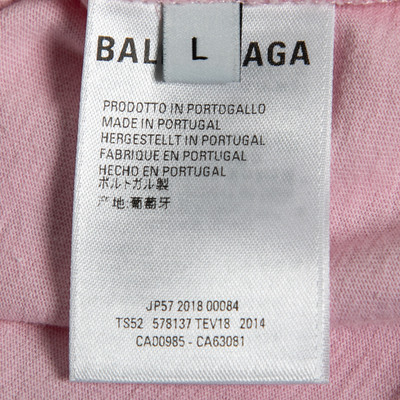 BAL L AGA
PRODOTTO IN PORTOGALLO
MADE IN PORTUGAL
HERGESTELLT IN PORTUGAL
FABRIQUE EN PORTUGAL
HECHO EN PORTUGAL
ポルトガル製
产地:葡萄牙
JP57 2018 00084
TS52 578137 TEV18 2014
CA00985 - CA63081